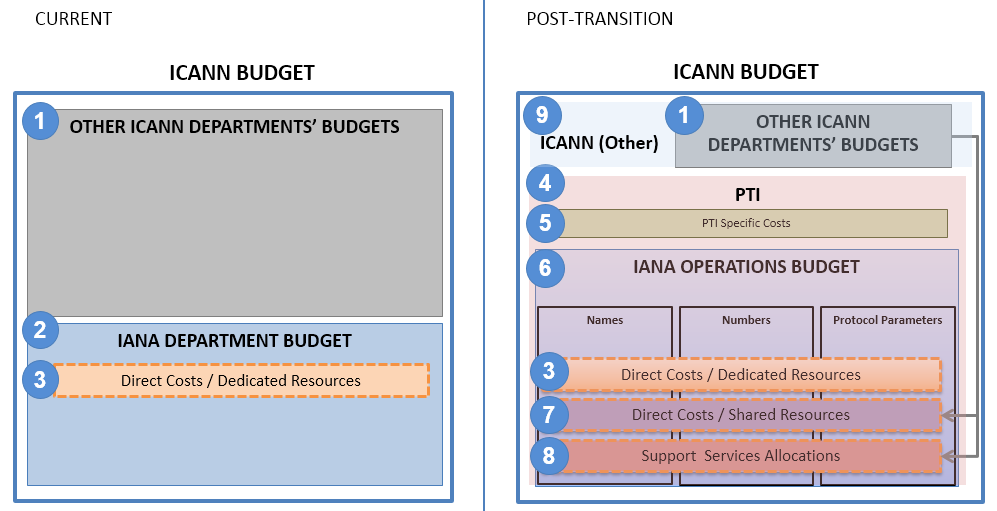 CURRENT
ICANN BUDGET
1
OTHER ICANN DEPARTMENTS’ BUDGETS
2
IANA DEPARTMENT BUDGET
3
Direct Costs / Dedicated Resources
POST-TRANSITION
ICANN BUDGET
9
ICANN (Other)
1
OTHER ICANN
DEPARTMENTS’ BUDGETS
4
PTI
5
PTI Specific Costs
6
IANA OPERATIONS BUDGET
Names
Numbers
Protocol Parameters
3
Direct Costs / Dedicated Resources
7
Direct Costs / Shared Resources
8
Support Services Allocations